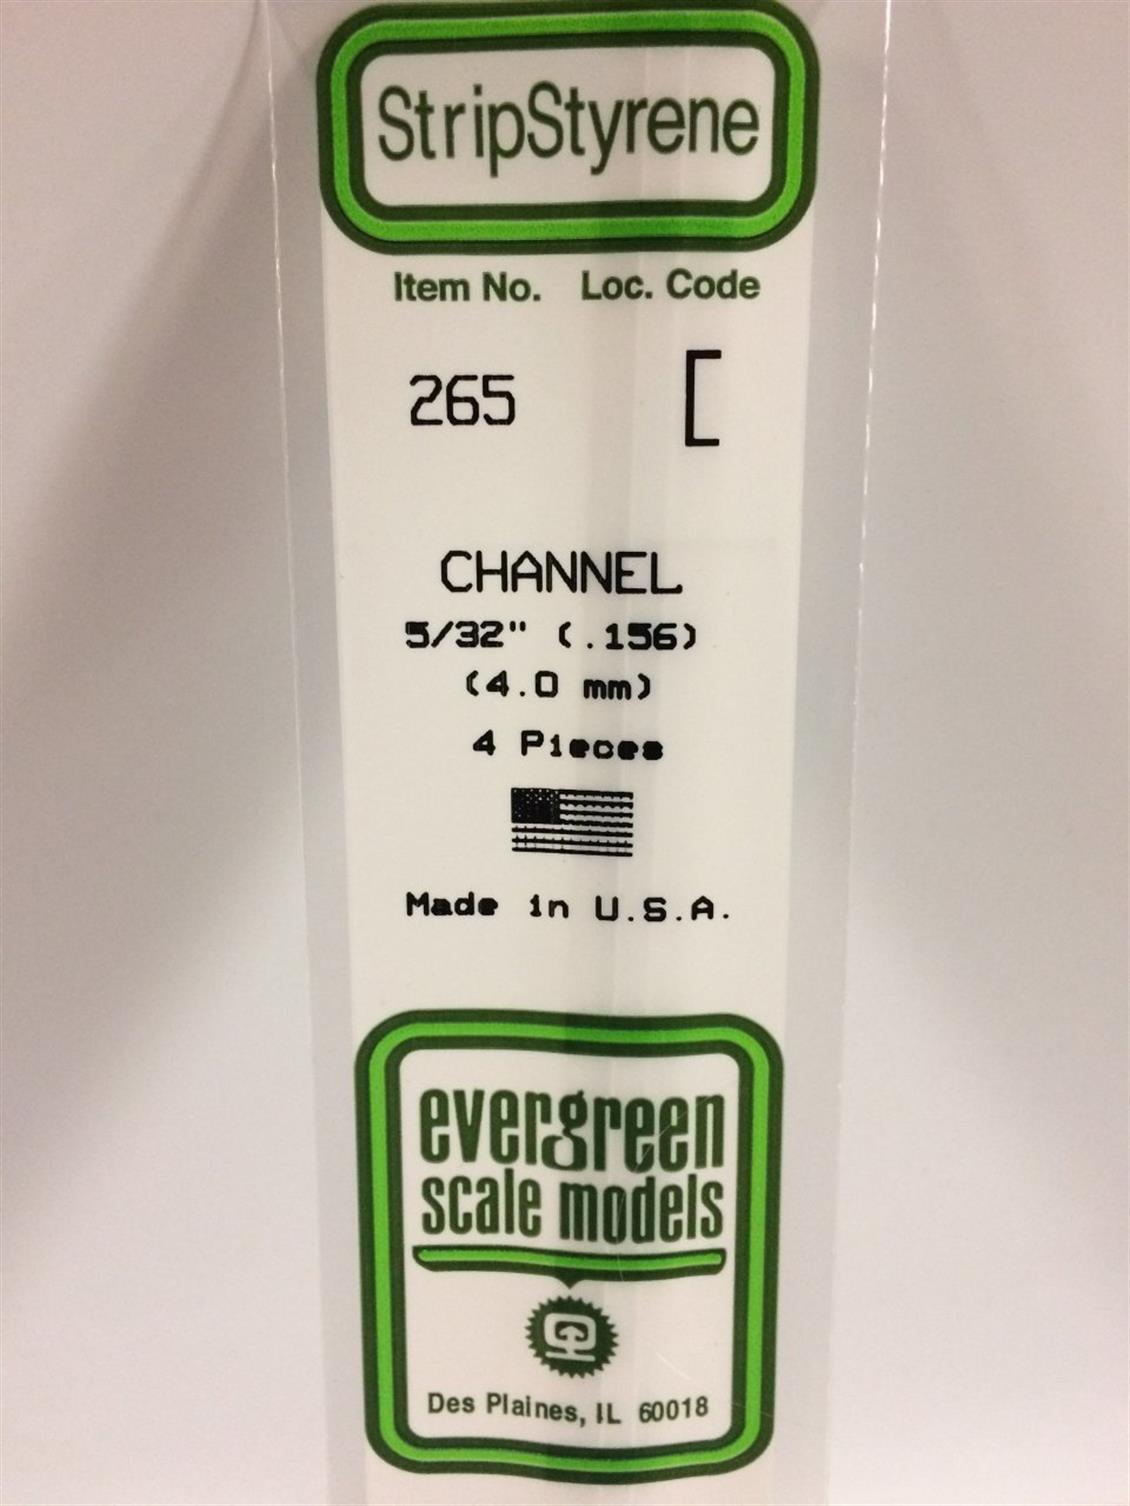 StripStyrene
Item No. Loc. Code
265 [
CHANNEL
5/32" (.156)
(4.0 mm)
4 Pieces
Made in U.S.A.
evergreen
scale models
Des Plaines, IL 60018